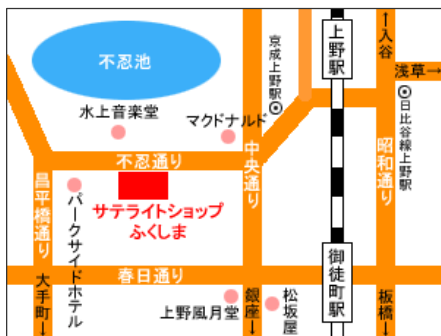 不忍池
水上音楽堂
マクドナルド
京成上野駅
上野駅
↑入谷
浅草→
日比谷線上野駅
不忍通り
中央通り
昭和通り
昌平橋通り
パークサイドホテル
サテライトショップ
ふくしま
春日通り
御徒町駅
大手町↓
上野風月堂
銀座↓
松坂屋
板橋↓